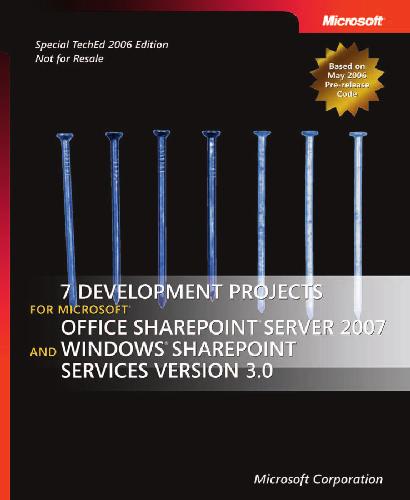 Microsoft®
Special TechEd 2006 Edition
Not for Resale
Based on
May 2006
Pre-release
Code
7 DEVELOPMENT PROJECTS
FOR MICROSOFT®
OFFICE SHAREPOINT SERVER 2007
AND WINDOWS® SHAREPOINT
SERVICES VERSION 3.0
Microsoft Corporation